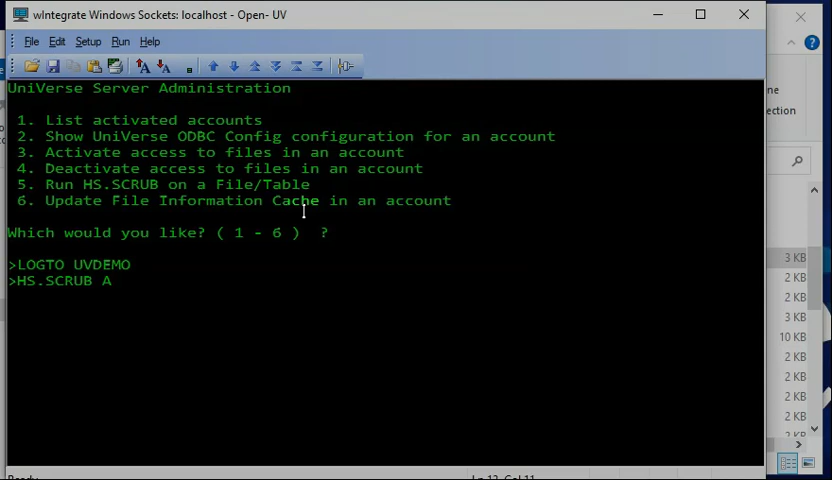 wIntegrate Windows Sockets: localhost - Open- UV
File Edit Setup Run Help
UniVerse Server Administration
1. List activated accounts
2. Show UniVerse ODBC Config configuration for an account
3. Activate access to files in an account
4. Deactivate access to files in an account
5. Run HS.SCRUB on a File/Table
6. Update File Information Cache in an account
Which would you like? ( 1 - 6 ) ?
>LOGTO UVDEMO
>HS.SCRUB A
ne
ension
3 KB
2 KB
2 KB
3 KB
10 KB
2 KB
2 KB
2 KB
2 KB